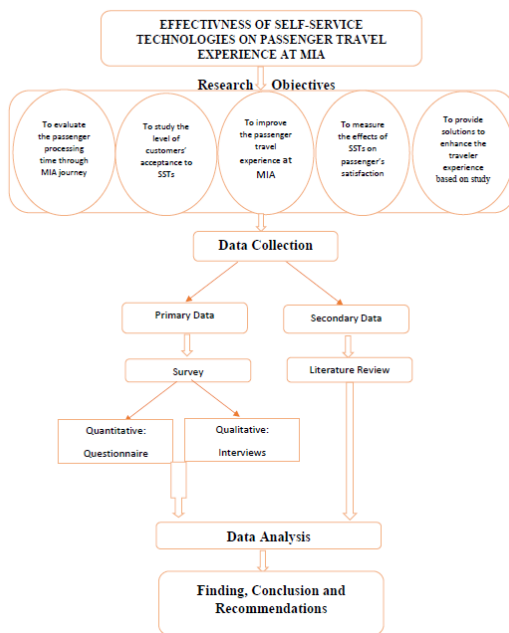 EFFECTIVNESS OF SELF-SERVICE
TECHNOLOGIES ON PASSENGER TRAVEL
EXPERIENCE AT MIA
Research Objectives
To evaluate
the passenger
processing
time through
MIA journey
To study the
level of
customers'
acceptance to
SSTs
To improve
the passenger
travel
experience at
MIA
To measure
the effects of
SSTs on
passenger's
satisfaction
To provide
solutions to
enhance the
traveler
experience
based on study
Data Collection
Primary Data
Secondary Data
Survey
Literature Review
Quantitative:
Questionnaire
Qualitative:
Interviews
Data Analysis
Finding, Conclusion and
Recommendations